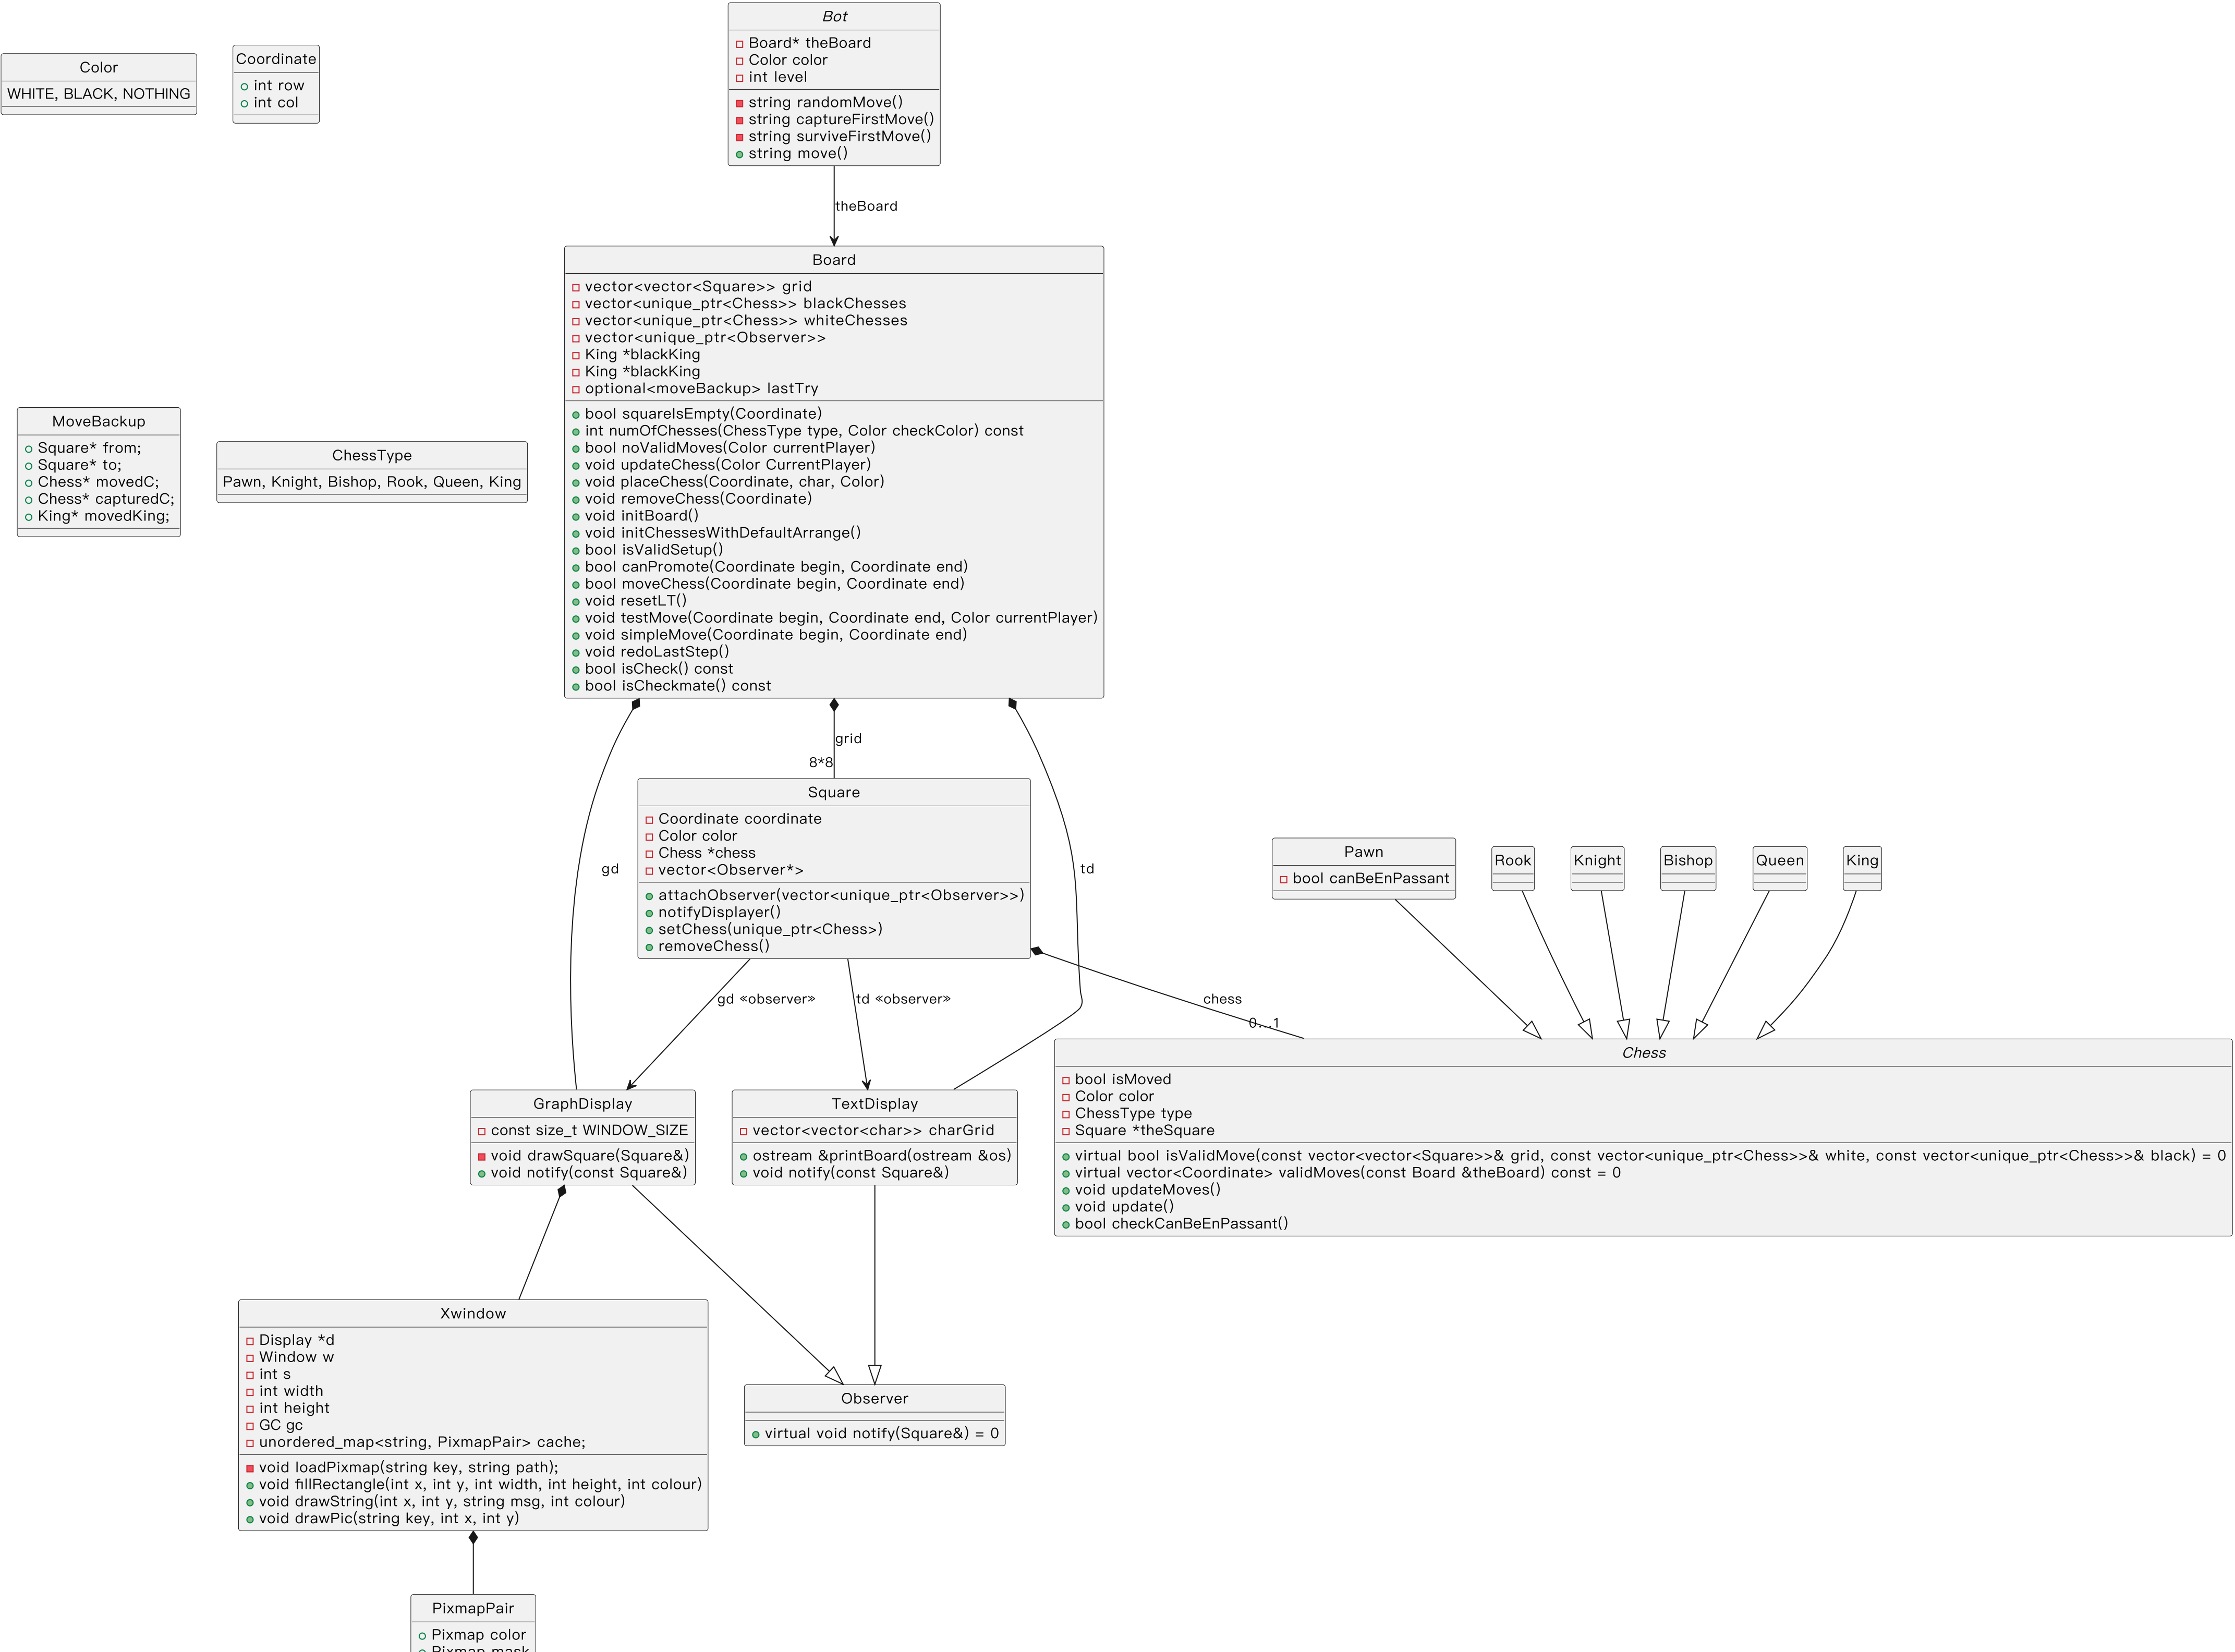 Bot
Board* theBoard
Color color
int level
string randomMove()
string captureFirstMove()
string surviveFirstMove()
string move()
Color
WHITE, BLACK, NOTHING
Coordinate
int row
int col
theBoard
Board
vector<vector<Square>> grid
vector<unique_ptr<Chess>> blackChesses
vector<unique_ptr<Chess>> whiteChesses
vector<unique_ptr<Observer>>
King *blackKing
King *blackKing
optional<moveBackup> lastTry
bool squareIsEmpty(Coordinate)
int numOfChesses(ChessType type, Color checkColor) const
bool noValidMoves(Color currentPlayer)
void updateChess(Color CurrentPlayer)
void placeChess(Coordinate, char, Color)
void removeChess(Coordinate)
void initBoard()
void initChessesWithDefaultArrange()
bool isValidSetup()
bool canPromote(Coordinate begin, Coordinate end)
bool moveChess(Coordinate begin, Coordinate end)
void resetLT()
void testMove(Coordinate begin, Coordinate end, Color currentPlayer)
void simpleMove(Coordinate begin, Coordinate end)
void redoLastStep()
bool isCheck() const
bool isCheckmate() const
MoveBackup
Square* from;
Square* to;
Chess* movedC;
Chess* capturedC;
King* movedKing;
ChessType
Pawn, Knight, Bishop, Rook, Queen, King
grid
8*8
gd
td
Square
Coordinate coordinate
Color color
Chess *chess
vector<Observer*>
attachObserver(vector<unique_ptr<Observer>>)
notifyDisplayer()
setChess(unique_ptr<Chess>)
removeChess()
Pawn
bool canBeEnPassant
Rook
Knight
Bishop
Queen
King
gd «observer»
td «observer»
chess
0...1
GraphDisplay
const size_t WINDOW_SIZE
void drawSquare(Square&)
void notify(const Square&)
TextDisplay
vector<vector<char>> charGrid
ostream &printBoard(ostream &os)
void notify(const Square&)
Chess
bool isMoved
Color color
ChessType type
Square *theSquare
virtual bool isValidMove(const vector<vector<Square>>& grid, const vector<unique_ptr<Chess>>& white, const vector<unique_ptr<Chess>>& black) = 0
virtual vector<Coordinate> validMoves(const Board &theBoard) const = 0
void updateMoves()
void update()
bool checkCanBeEnPassant()
Xwindow
Display *d
Window w
int s
int width
int height
GC gc
unordered_map<string, PixmapPair> cache;
void loadPixmap(string key, string path);
void fillRectangle(int x, int y, int width, int height, int colour)
void drawString(int x, int y, string msg, int colour)
void drawPic(string key, int x, int y)
Observer
virtual void notify(Square&) = 0
PixmapPair
Pixmap color
Pixmap mask